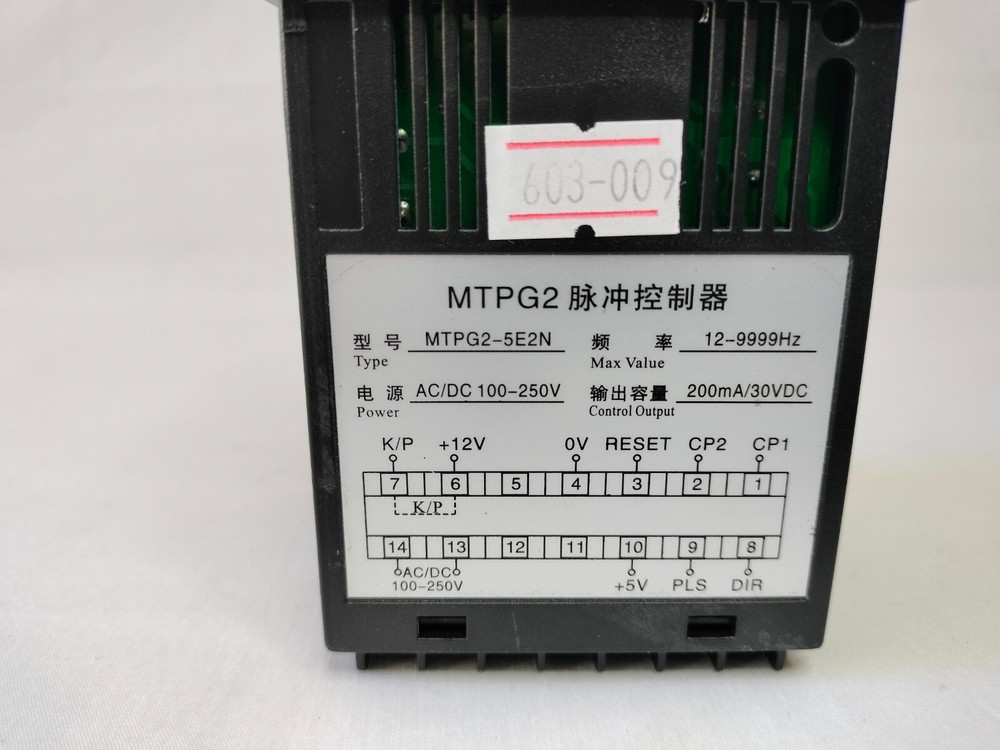 603-009
MTPG2 脉冲控制器
型号 MTPG2-5E2N 频率 12-9999Hz
Type Max Value
电源 AC/DC 100-250V 输出容量 200mA/30VDC
Power Control Output
K/P +12V 0V RESET CP2 CP1
7 6 5 4 3 2 1
K/P
14 13 12 11 10 9 8
AC/DC
100-250V +5V PLS DIR